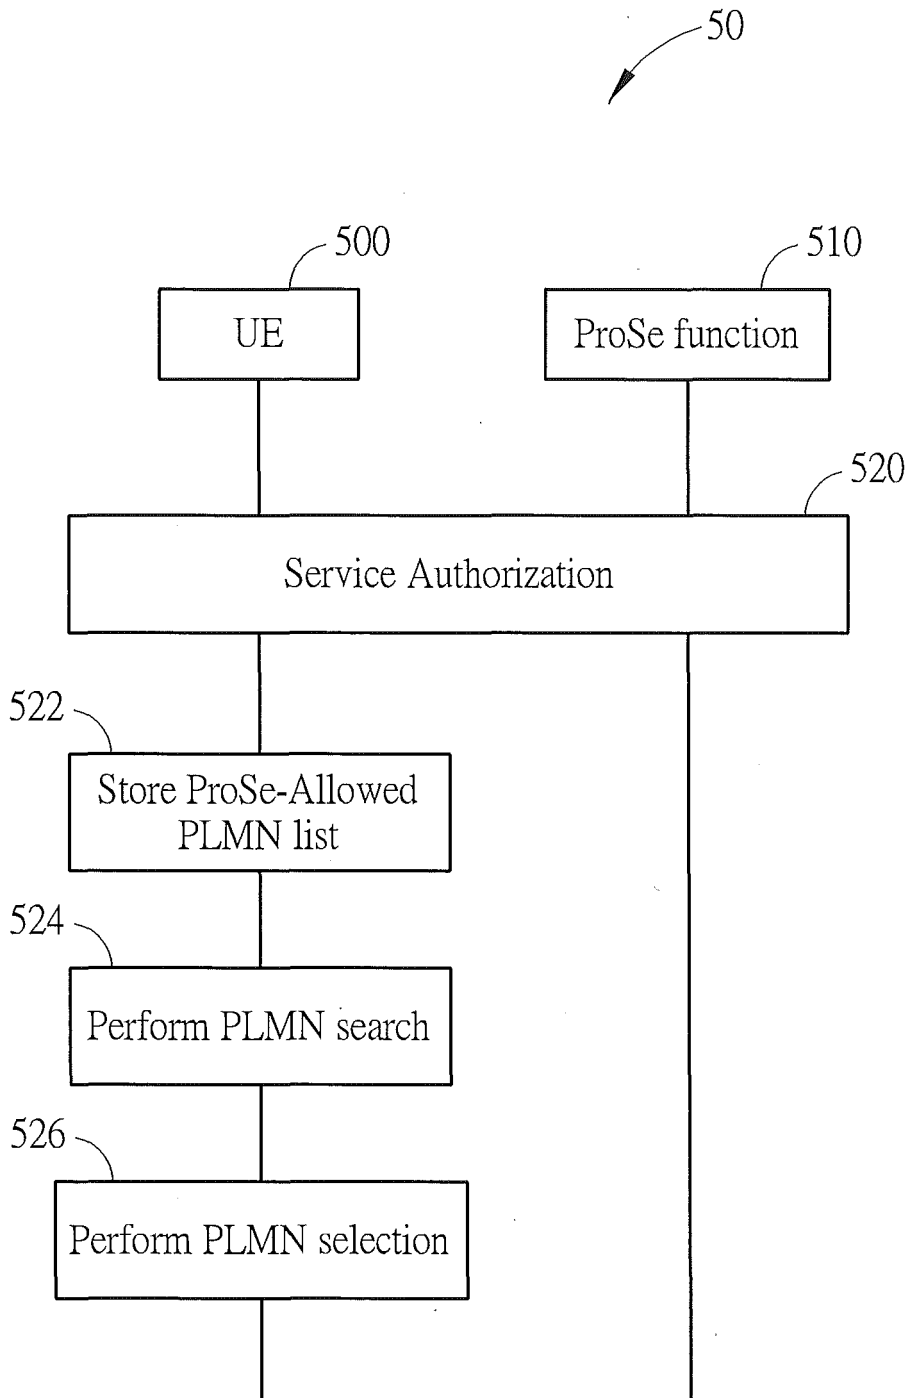 50
500
510
UE
ProSe function
520
Service Authorization
522
Store ProSe-Allowed
PLMN list
524
Perform PLMN search
526
Perform PLMN selection